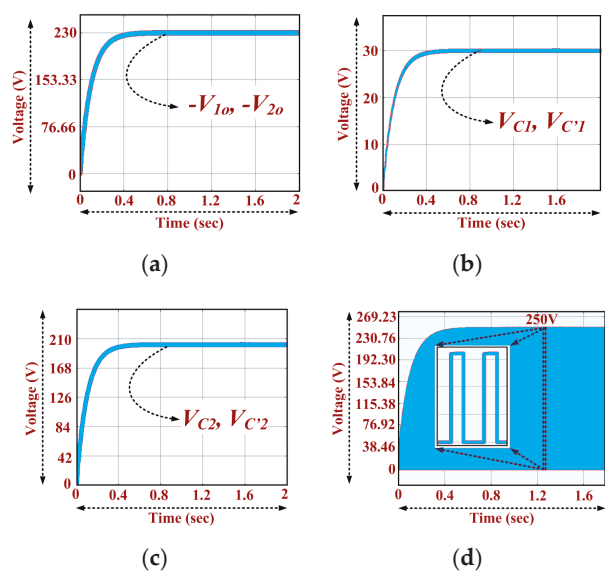 Voltage (V)
230
153.33
76.66
0
-V1o, -V2o
0 0.4 0.8 1.2 1.6 2
Time (sec)
(a)
Voltage (V)
30
20
10
0
VC1, VC'1
0 0.4 0.8 1.2 1.6
Time (sec)
(b)
Voltage (V)
210
168
126
84
42
0
VC2, VC'2
0 0.4 0.8 1.2 1.6 2
Time (sec)
(c)
Voltage (V)
269.23
230.76
192.30
153.84
115.38
76.92
38.46
0
250V
0 0.6 1.2 1.8
Time (sec)
(d)